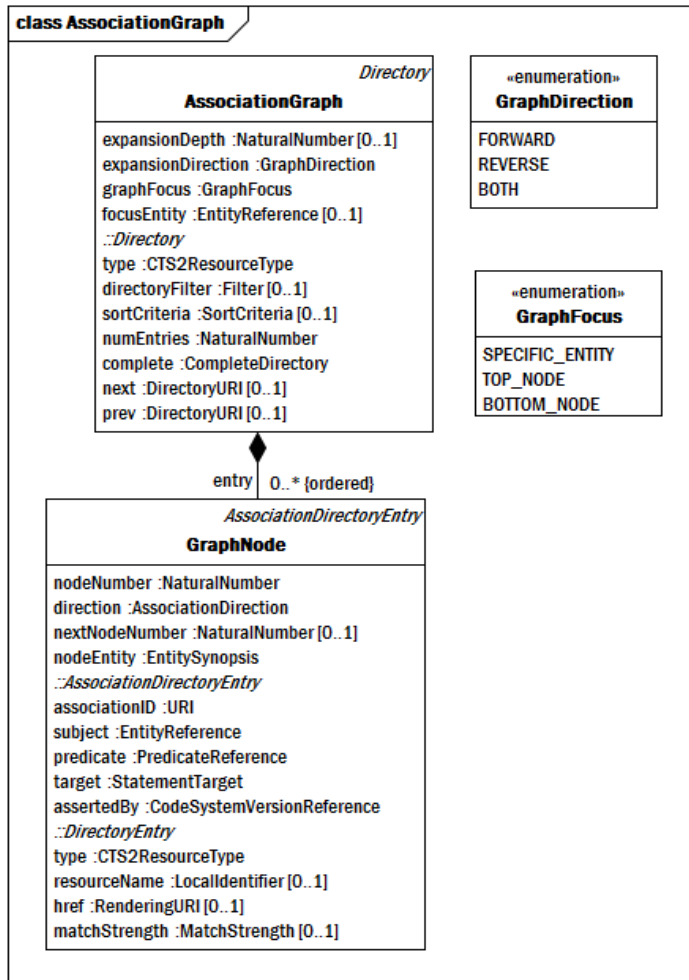 class AssociationGraph
Directory
AssociationGraph
expansionDepth :NaturalNumber [0..1]
expansionDirection :GraphDirection
graphFocus :GraphFocus
focusEntity :EntityReference [0..1]
::Directory
type :CTS2ResourceType
directoryFilter :Filter [0..1]
sortCriteria :SortCriteria [0..1]
numEntries :NaturalNumber
complete :CompleteDirectory
next :DirectoryURI [0..1]
prev :DirectoryURI [0..1]
«enumeration»
GraphDirection
FORWARD
REVERSE
BOTH
«enumeration»
GraphFocus
SPECIFIC_ENTITY
TOP_NODE
BOTTOM_NODE
entry 0..* {ordered}
AssociationDirectoryEntry
GraphNode
nodeNumber :NaturalNumber
direction :AssociationDirection
nextNodeNumber :NaturalNumber [0..1]
nodeEntity :EntitySynopsis
::AssociationDirectoryEntry
associationID :URI
subject :EntityReference
predicate :PredicateReference
target :StatementTarget
assertedBy :CodeSystemVersionReference
::DirectoryEntry
type :CTS2ResourceType
resourceName :LocalIdentifier [0..1]
href :RenderingURI [0..1]
matchStrength :MatchStrength [0..1]